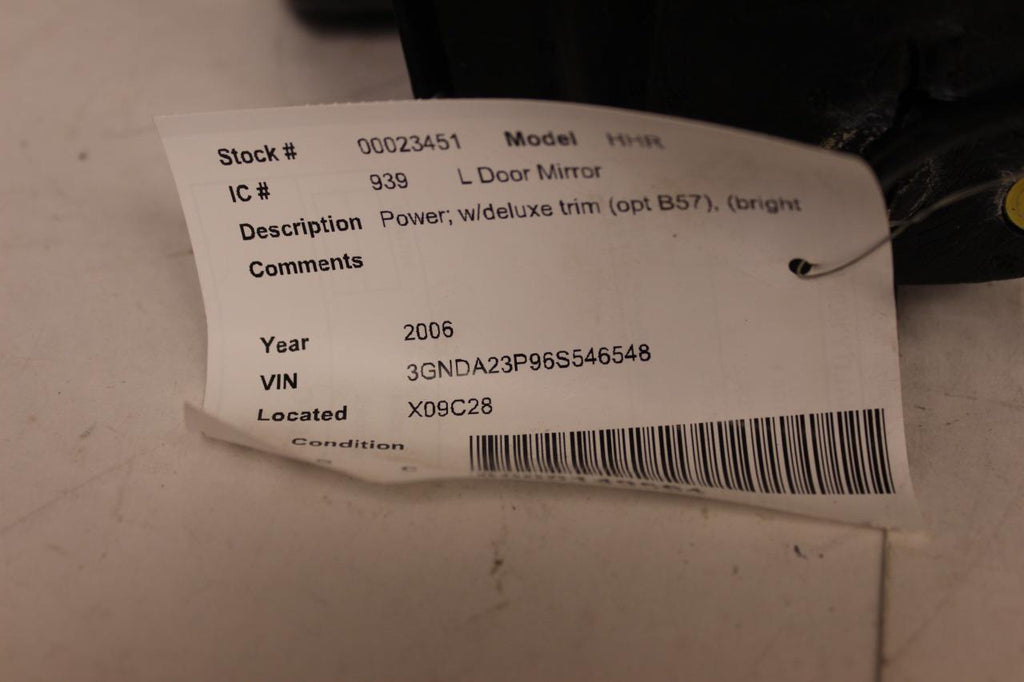 Stock # 00023451 Model HHR
IC # 939 L Door Mirror
Description Power; w/deluxe trim (opt B57), (bright
Comments
Year 2006
VIN 3GNDA23P96S546548
Located X09C28
Condition